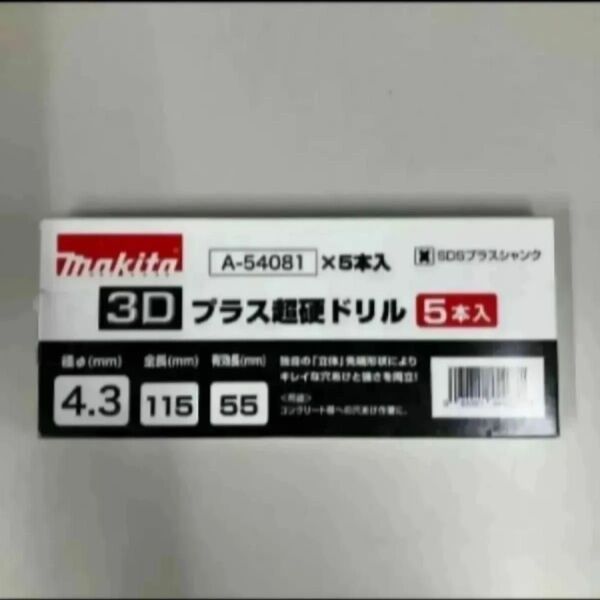 makita
A-54081 ×5本入
SDSプラスシャンク
3D プラス超硬ドリル 5本入
径φ(mm) 全長(mm) 有効長(mm)
4.3 115 55
独自の「立体」先端形状により
キレイな穴あけと強さを両立!
<用途>
コンクリート等への穴あけ作業に。